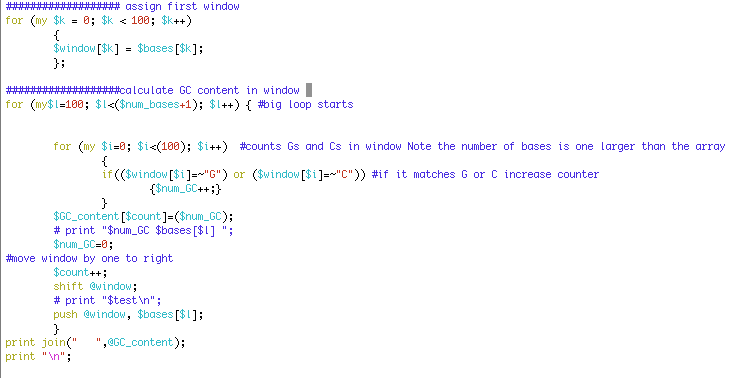 ################### assign first window
for (my $k = 0; $k < 100; $k++)
{
$window[$k] = $bases[$k];
};
###################calculate GC content in window
for (my$l=100; $l<($num_bases+1); $l++) { #big loop starts
for (my $i=0; $i<(100); $i++)  #counts Gs and Cs in window Note the number of bases is one larger than the array
{
if(($window[$i]=~"G") or ($window[$i]=~"C")) #if it matches G or C increase counter
{$num_GC++;}
}
$GC_content[$count]=($num_GC);
# print "$num_GC $bases[$l] ";
$num_GC=0;
#move window by one to right
$count++;
shift @window;
# print "$test\n";
push @window, $bases[$l];
}
print join("   ",@GC_content);
print "\n";